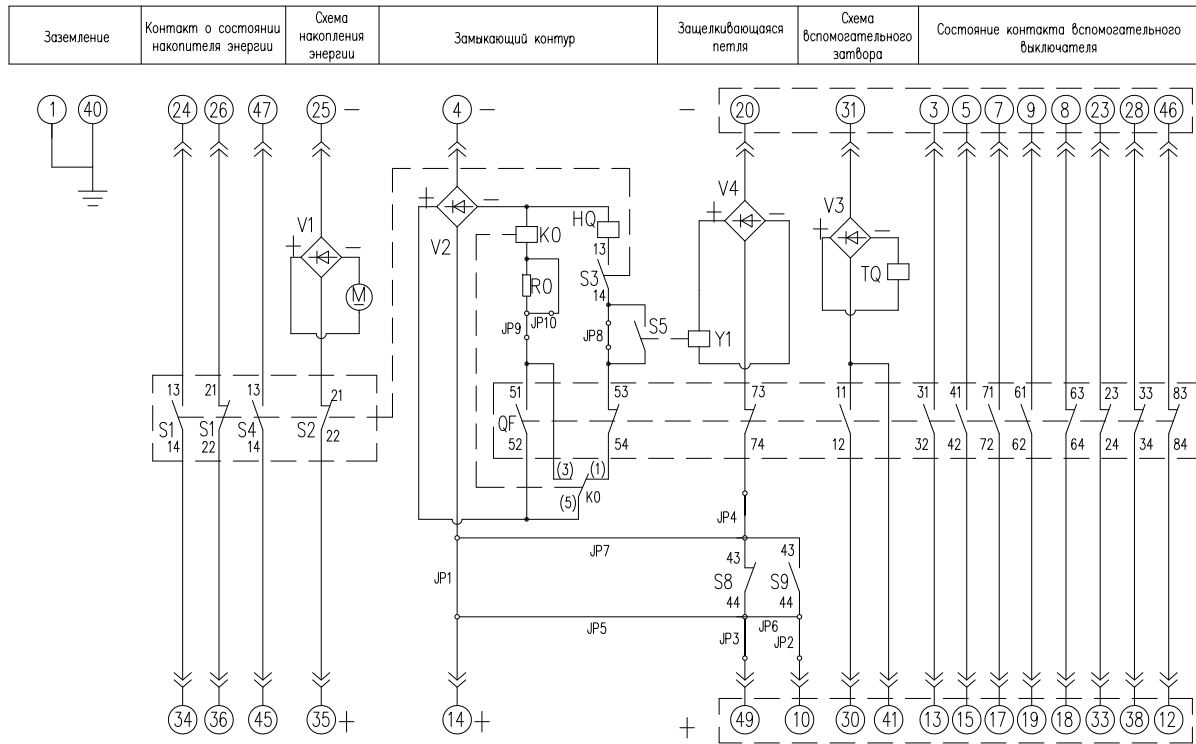 Заземление
Контакт о состоянии
накопителя энергии
Схема
накопления
энергии
Замыкающий контур
Защелкивающаяся
петля
Схема
вспомогательного
затвора
Состояние контакта вспомогательного
выключателя
1 40 24 26 47 25 − 4 − − 20 31 3 5 7 9 8 23 28 46
V1 + − M
+ − V2
K0 HQ
13
S3
14
R0
JP9 JP10
JP8 S5
V4 + −
Y1
V3 + −
TQ
13 21 13 21
S1 S1 S4 S2
14 22 14 22
51 53 73 11 31 41 71 61 63 23 33 83
QF
52 54 74 12 32 42 72 62 64 24 34 84
(3) (1)
(5) K0
JP4
JP7
JP1
43 43
S8 S9
44 44
JP5 JP6
JP3 JP2
34 36 45 35 + 14 + + 49 10 30 41 13 15 17 19 18 33 38 12